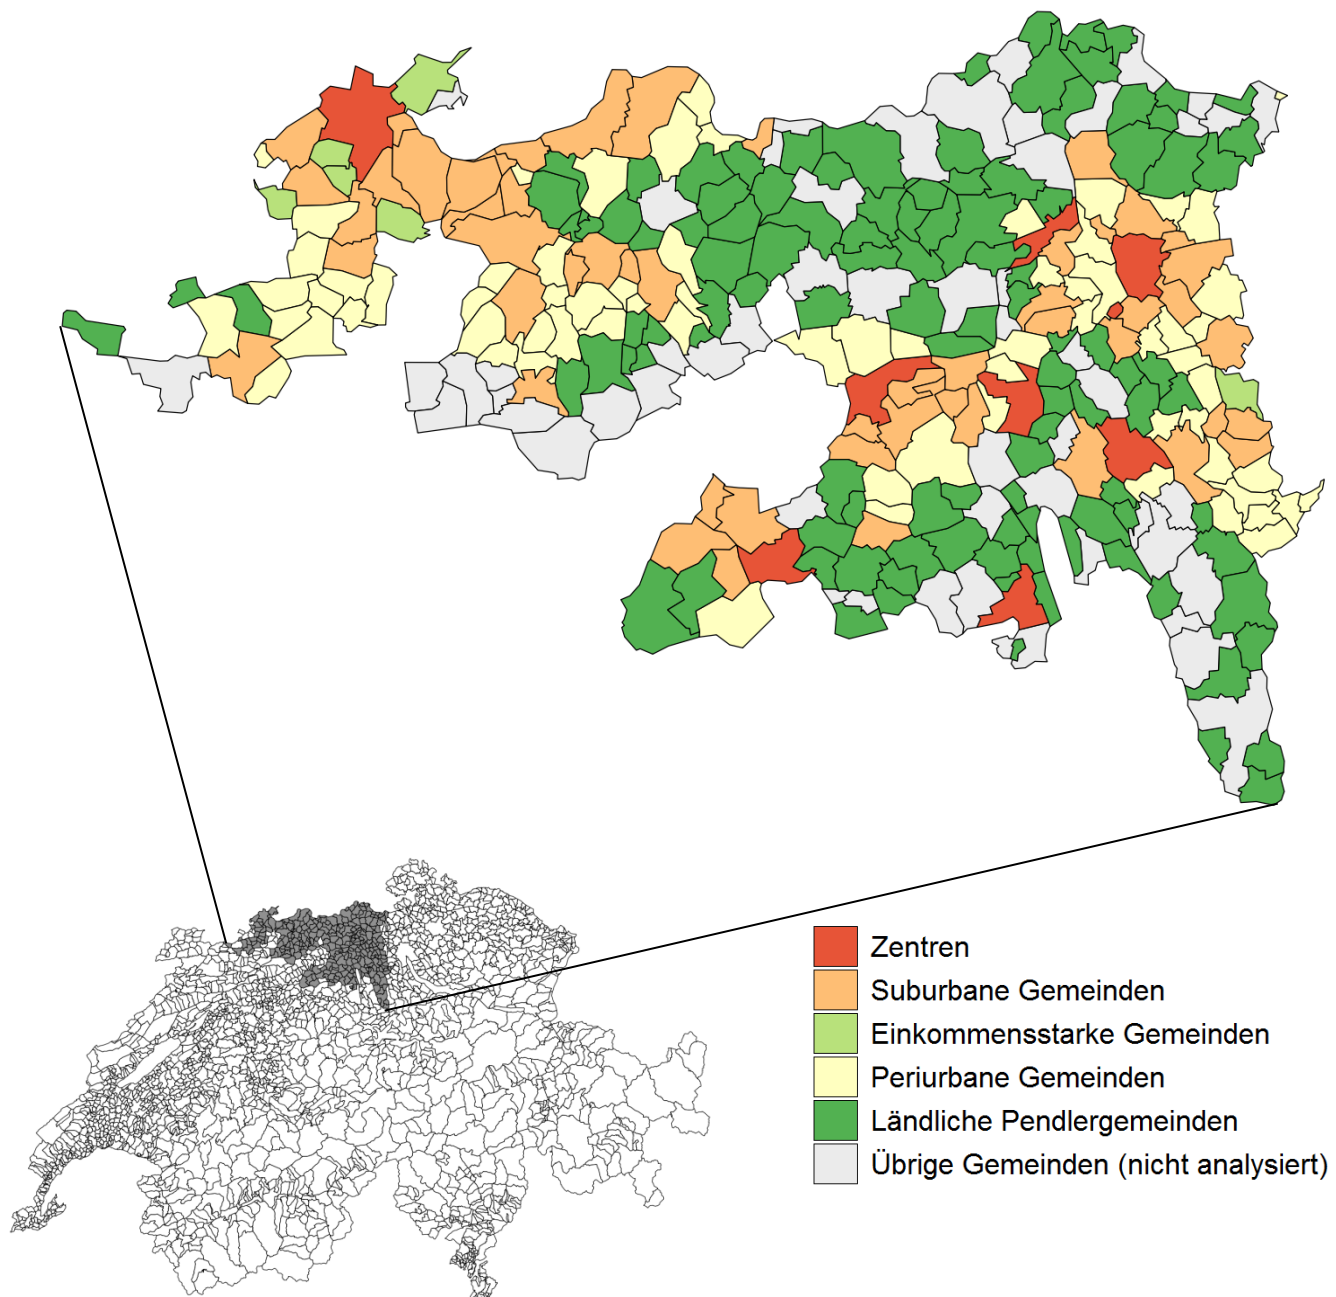 Zentren
Suburbane Gemeinden
Einkommensstarke Gemeinden
Periurbane Gemeinden
Ländliche Pendlergemeinden
Übrige Gemeinden (nicht analysiert)